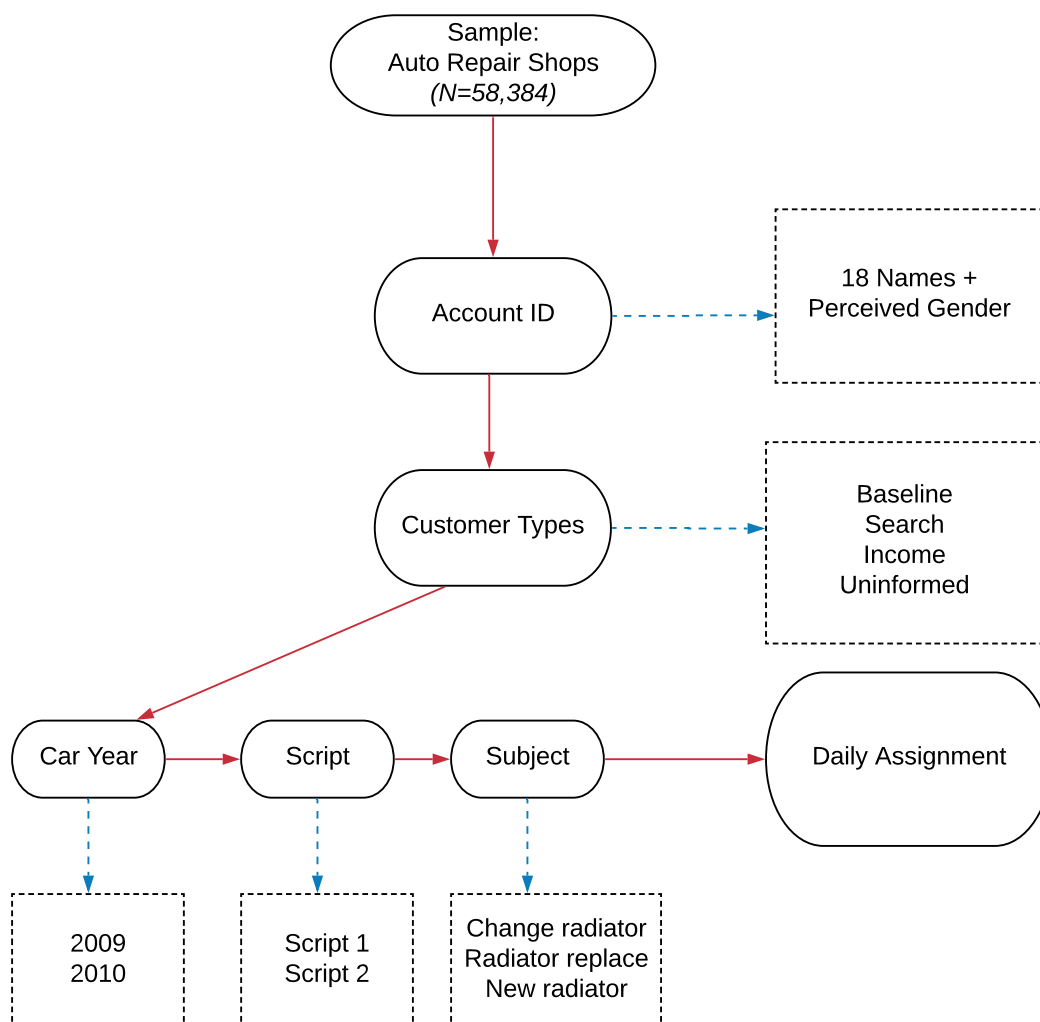 Sample:
Auto Repair Shops
(N=58,384)
Account ID
18 Names +
Perceived Gender
Customer Types
Baseline
Search
Income
Uninformed
Car Year
Script
Subject
Daily Assignment
2009
2010
Script 1
Script 2
Change radiator
Radiator replace
New radiator